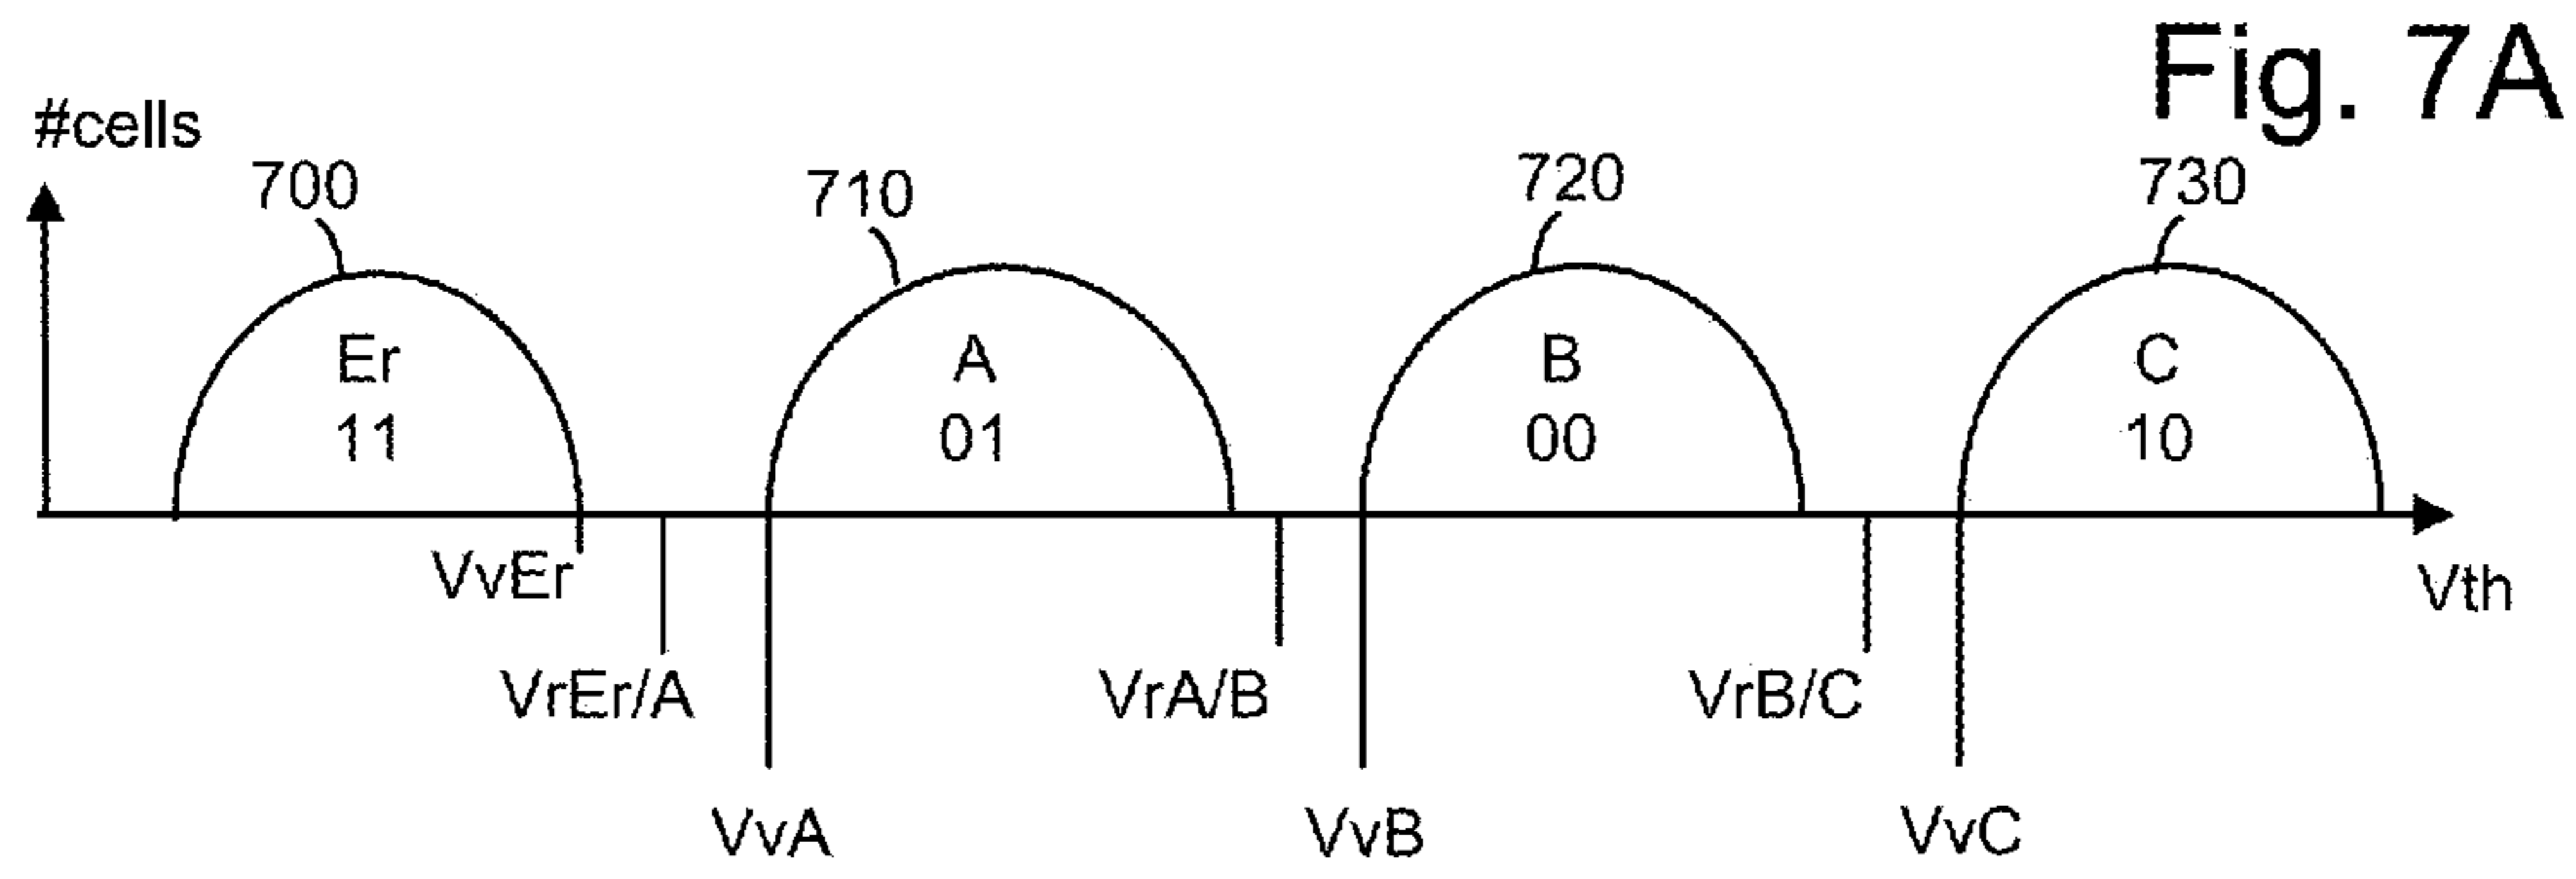 Fig. 7A
#cells
700
710
720
730
Er
11
A
01
B
00
C
10
VvEr
Vth
VrEr/A
VrA/B
VrB/C
VvA
VvB
VvC